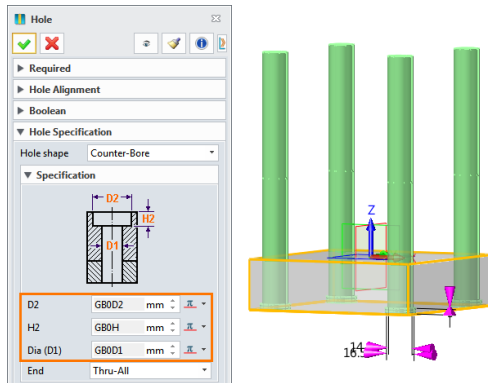 Hole
Required
Hole Alignment
Boolean
Hole Specification
Hole shape Counter-Bore
Specification
D2
H2
D1
D2 GB0D2 mm
H2 GB0H mm
Dia (D1) GB0D1 mm
End Thru-All
Z
14
16.5